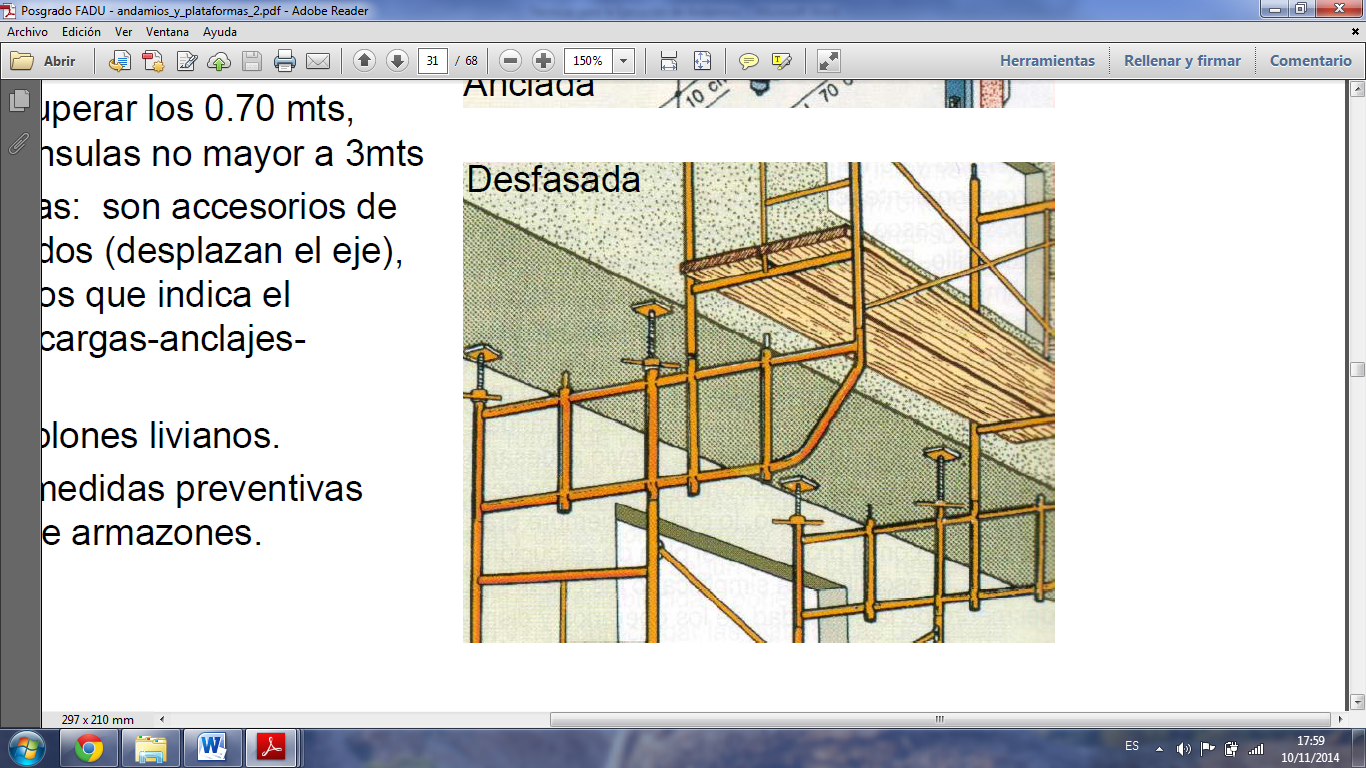 Posgrado FADU - andamios_y_plataformas_2.pdf - Adobe Reader
Archivo Edición Ver Ventana Ayuda
Abrir 31 / 68 150% Herramientas Rellenar y firmar Comentario
uperar los 0.70 mts,
nsulas no mayor a 3mts
as: son accesorios de
dos (desplazan el eje),
os que indica el
cargas-anclajes-
olones livianos.
medidas preventivas
e armazones.
Anclada
10 cm
70 c
Desfasada
297 x 210 mm
ES
17:59
10/11/2014